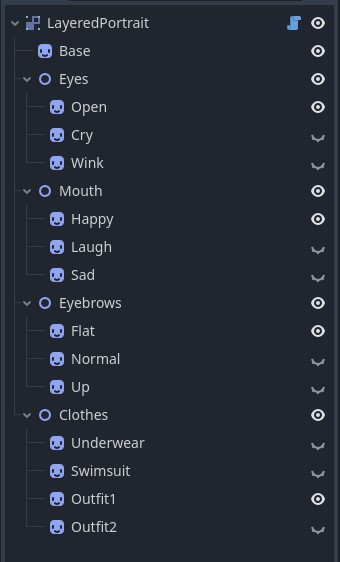 LayeredPortrait
Base
Eyes
Open
Cry
Wink
Mouth
Happy
Laugh
Sad
Eyebrows
Flat
Normal
Up
Clothes
Underwear
Swimsuit
Outfit1
Outfit2